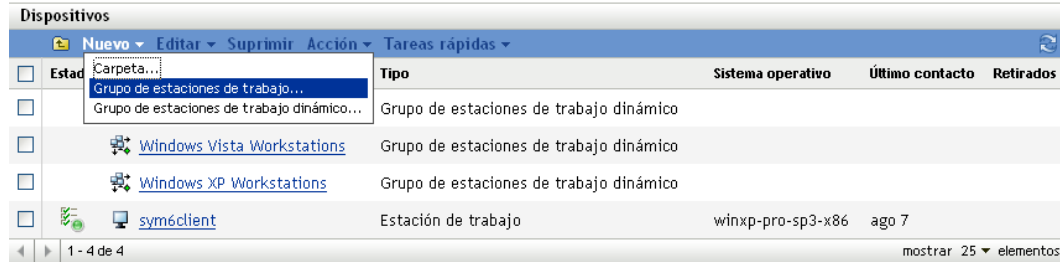 Dispositivos
Nuevo Editar Suprimir Acción Tareas rápidas
Carpeta...
Grupo de estaciones de trabajo...
Grupo de estaciones de trabajo dinámico...
Estad Tipo Sistema operativo Último contacto Retirados
Grupo de estaciones de trabajo dinámico
Windows Vista Workstations Grupo de estaciones de trabajo dinámico
Windows XP Workstations Grupo de estaciones de trabajo dinámico
sym6client Estación de trabajo winxp-pro-sp3-x86 ago 7
1 - 4 de 4 mostrar 25 elementos